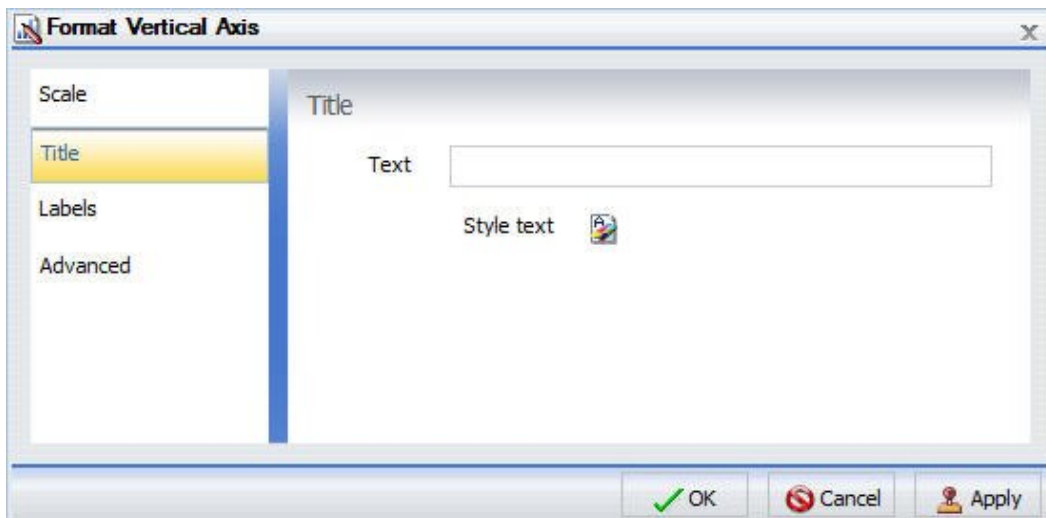 Format Vertical Axis
x
Scale
Title
Labels
Advanced
Title
Text
Style text
OK
Cancel
Apply